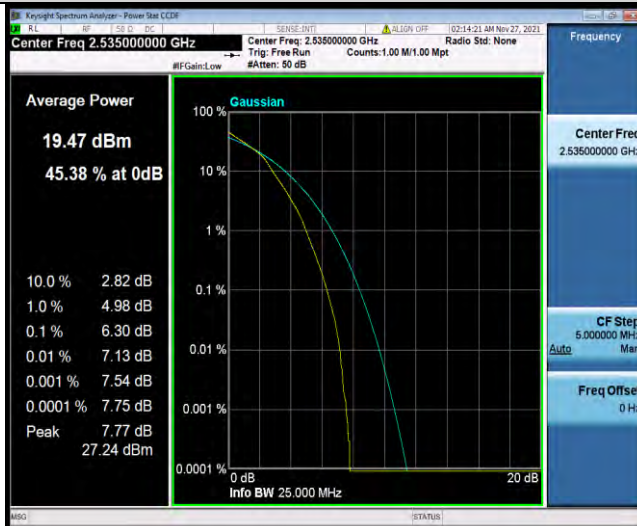 Keysight Spectrum Analyzer - Power Stat CCDF
RL RF 50 Ω DC SENSE:INT ALIGN OFF 02:14:21 AM Nov 27, 2021
Center Freq 2.535000000 GHz
Center Freq: 2.535000000 GHz Radio Std: None
Trig: Free Run Counts:1.00 M/1.00 Mpt
#IFGain:Low #Atten: 50 dB
Frequency
Average Power
19.47 dBm
45.38 % at 0dB
10.0 % 2.82 dB
1.0 % 4.98 dB
0.1 % 6.30 dB
0.01 % 7.13 dB
0.001 % 7.54 dB
0.0001 % 7.75 dB
Peak 7.77 dB
27.24 dBm
Gaussian
100 %
10 %
1 %
0.1 %
0.01 %
0.001 %
0.0001 %
0 dB 20 dB
Info BW 25.000 MHz
Center Freq
2.535000000 GHz
CF Step
5.000000 MHz
Auto Man
Freq Offset
0 Hz
MSG STATUS